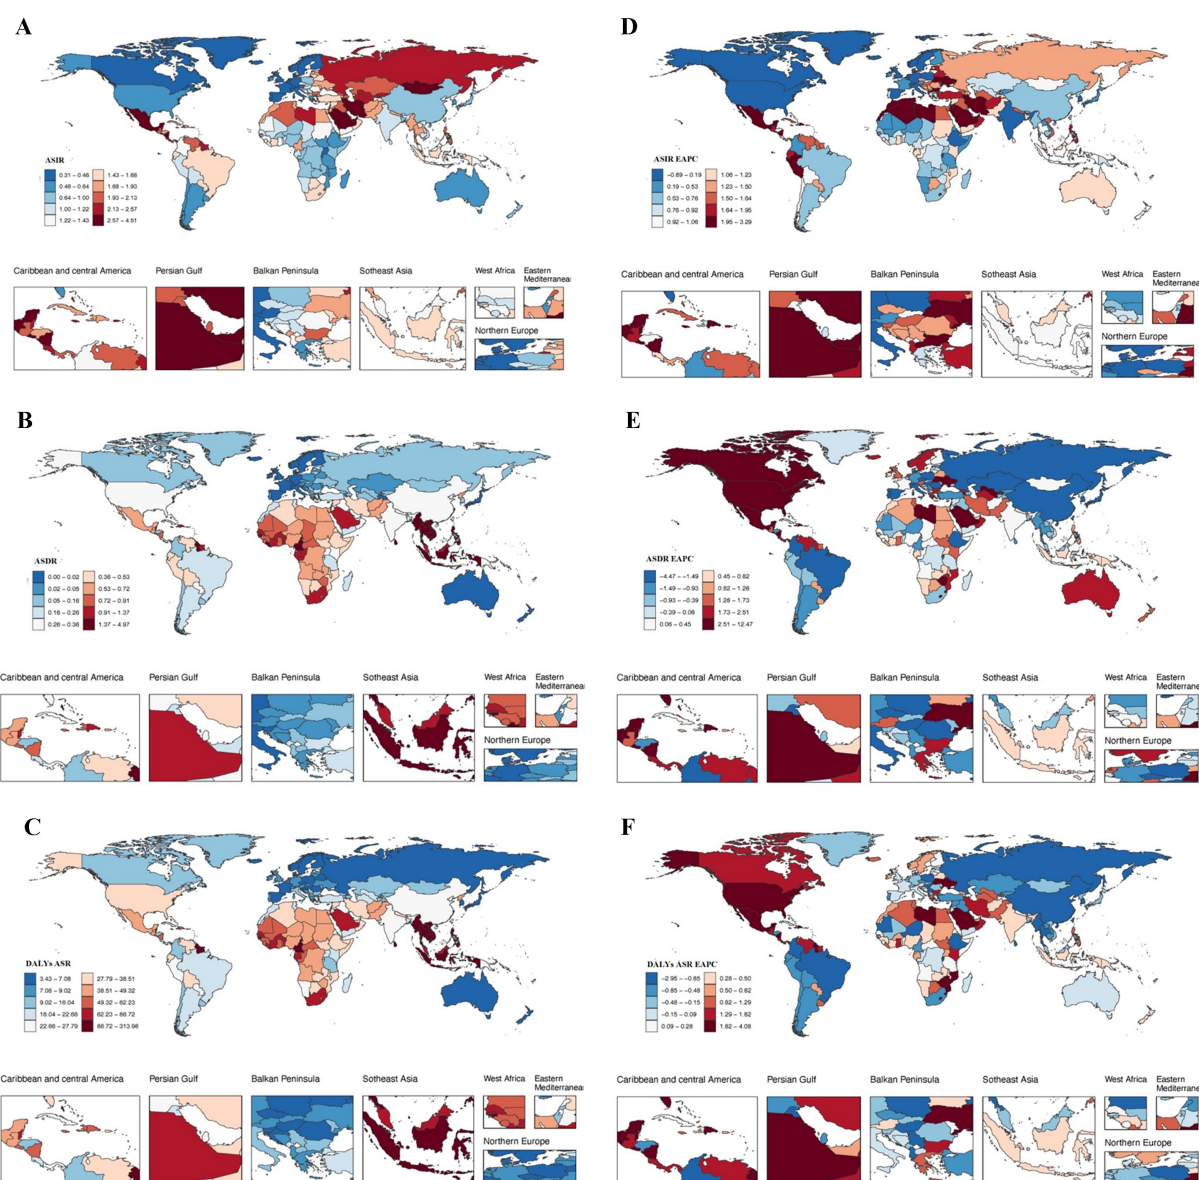 A
ASIR
0.31 – 0.46
0.46 – 0.64
0.64 – 1.00
1.00 – 1.22
1.22 – 1.43
1.43 – 1.68
1.68 – 1.93
1.93 – 2.13
2.13 – 2.57
2.57 – 4.51
Caribbean and central America
Persian Gulf
Balkan Peninsula
Sotheast Asia
West Africa
Eastern
Mediterranea
Northern Europe
D
ASIR EAPC
−0.69 – 0.19
0.19 – 0.53
0.53 – 0.76
0.76 – 0.92
0.92 – 1.06
1.06 – 1.23
1.23 – 1.50
1.50 – 1.64
1.64 – 1.95
1.95 – 3.29
Caribbean and central America
Persian Gulf
Balkan Peninsula
Sotheast Asia
West Africa
Eastern
Mediterranea
Northern Europe
B
ASDR
0.00 – 0.02
0.02 – 0.05
0.05 – 0.16
0.16 – 0.26
0.26 – 0.36
0.36 – 0.53
0.53 – 0.72
0.72 – 0.91
0.91 – 1.37
1.37 – 4.97
Caribbean and central America
Persian Gulf
Balkan Peninsula
Sotheast Asia
West Africa
Eastern
Mediterranea
Northern Europe
E
ASDR EAPC
−4.47 – −1.49
−1.49 – −0.93
−0.93 – −0.39
−0.39 – 0.06
0.06 – 0.45
0.45 – 0.82
0.82 – 1.28
1.28 – 1.73
1.73 – 2.51
2.51 – 12.47
Caribbean and central America
Persian Gulf
Balkan Peninsula
Sotheast Asia
West Africa
Eastern
Mediterranea
Northern Europe
C
DALYs ASR
3.43 – 7.08
7.08 – 9.02
9.02 – 16.04
16.04 – 22.66
22.66 – 27.79
27.79 – 38.51
38.51 – 49.32
49.32 – 62.23
62.23 – 86.72
86.72 – 313.98
Caribbean and central America
Persian Gulf
Balkan Peninsula
Sotheast Asia
West Africa
Eastern
Mediterranea
Northern Europe
F
DALYs ASR EAPC
−2.95 – −0.85
−0.85 – −0.48
−0.48 – −0.15
−0.15 – 0.09
0.09 – 0.28
0.28 – 0.50
0.50 – 0.82
0.82 – 1.29
1.29 – 1.82
1.82 – 4.08
Caribbean and central America
Persian Gulf
Balkan Peninsula
Sotheast Asia
West Africa
Eastern
Mediterranea
Northern Europe